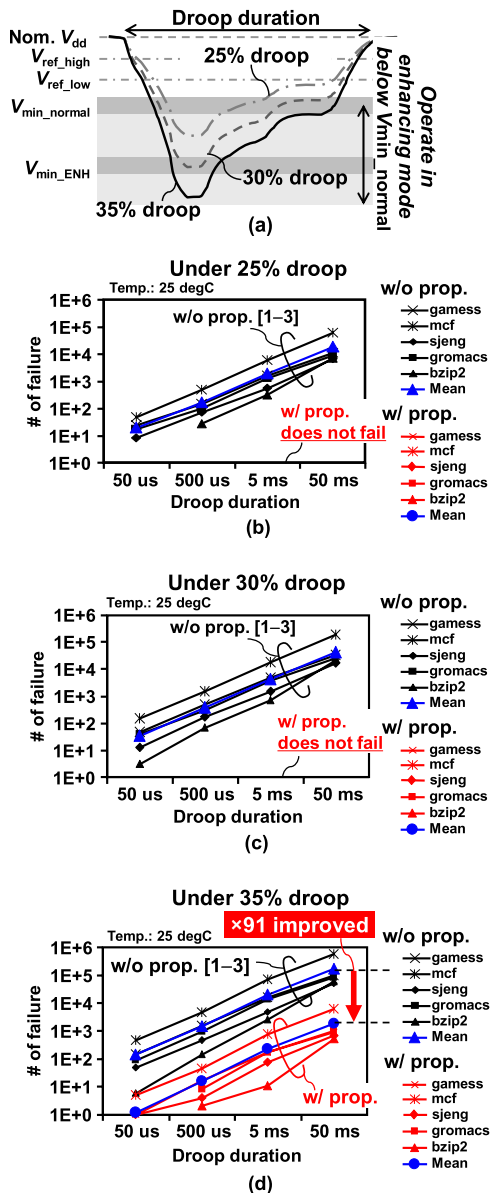 Droop duration
Nom. Vdd
Vref_high
Vref_low
Vmin_normal
Vmin_ENH
25% droop
30% droop
35% droop
Operate in
enhancing mode
below Vmin_normal
(a)
Under 25% droop
Temp.: 25 degC
# of failure
1E+6
1E+5
1E+4
1E+3
1E+2
1E+1
1E+0
w/o prop. [1–3]
w/ prop.
does not fail
50 us 500 us 5 ms 50 ms
Droop duration
w/o prop.
gamess
mcf
sjeng
gromacs
bzip2
Mean
w/ prop.
gamess
mcf
sjeng
gromacs
bzip2
Mean
(b)
Under 30% droop
Temp.: 25 degC
# of failure
1E+6
1E+5
1E+4
1E+3
1E+2
1E+1
1E+0
w/o prop. [1–3]
w/ prop.
does not fail
50 us 500 us 5 ms 50 ms
Droop duration
w/o prop.
gamess
mcf
sjeng
gromacs
bzip2
Mean
w/ prop.
gamess
mcf
sjeng
gromacs
bzip2
Mean
(c)
Under 35% droop
×91 improved
Temp.: 25 degC
# of failure
1E+6
1E+5
1E+4
1E+3
1E+2
1E+1
1E+0
w/o prop. [1–3]
w/ prop.
50 us 500 us 5 ms 50 ms
Droop duration
w/o prop.
gamess
mcf
sjeng
gromacs
bzip2
Mean
w/ prop.
gamess
mcf
sjeng
gromacs
bzip2
Mean
(d)